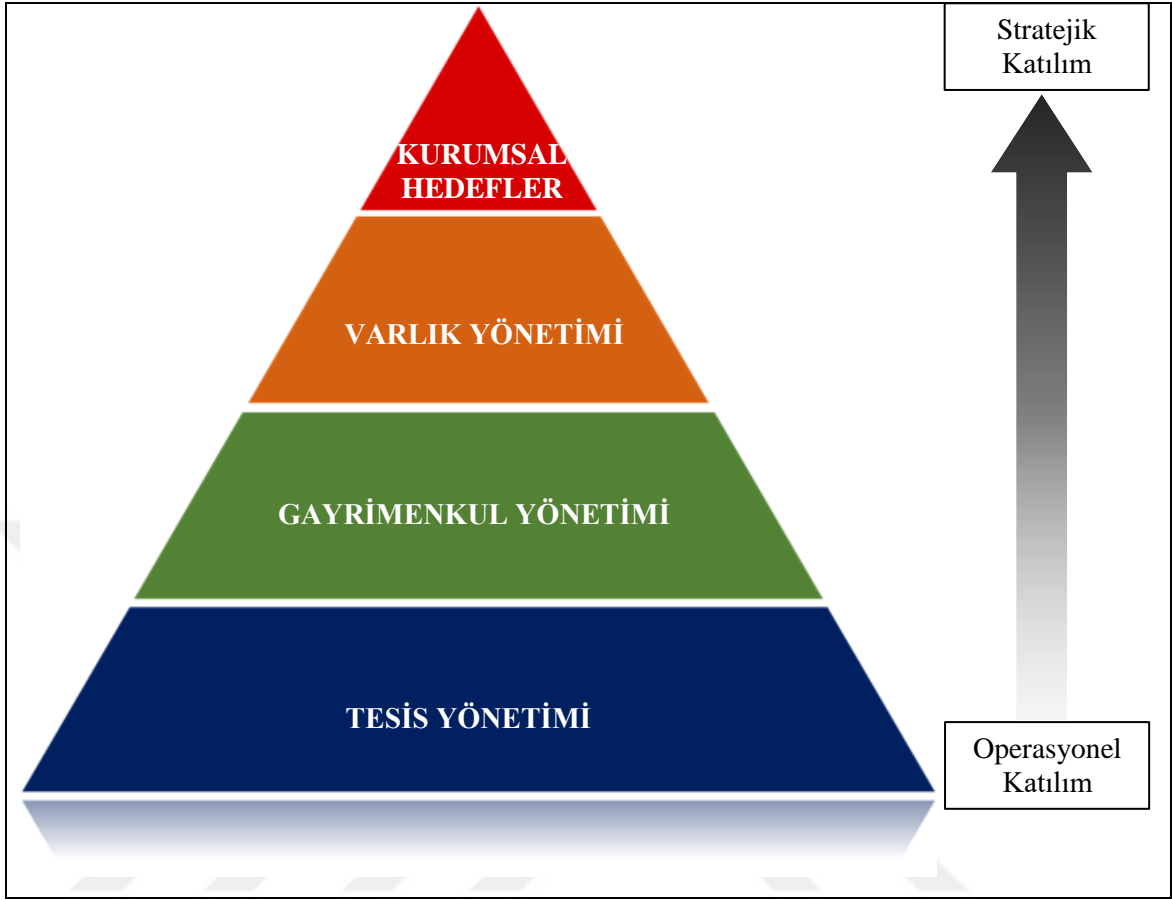 Stratejik
Katılım
KURUMSAL
HEDEFLER
VARLIK YÖNETİMİ
GAYRİMENKUL YÖNETİMİ
TESİS YÖNETİMİ
Operasyonel
Katılım